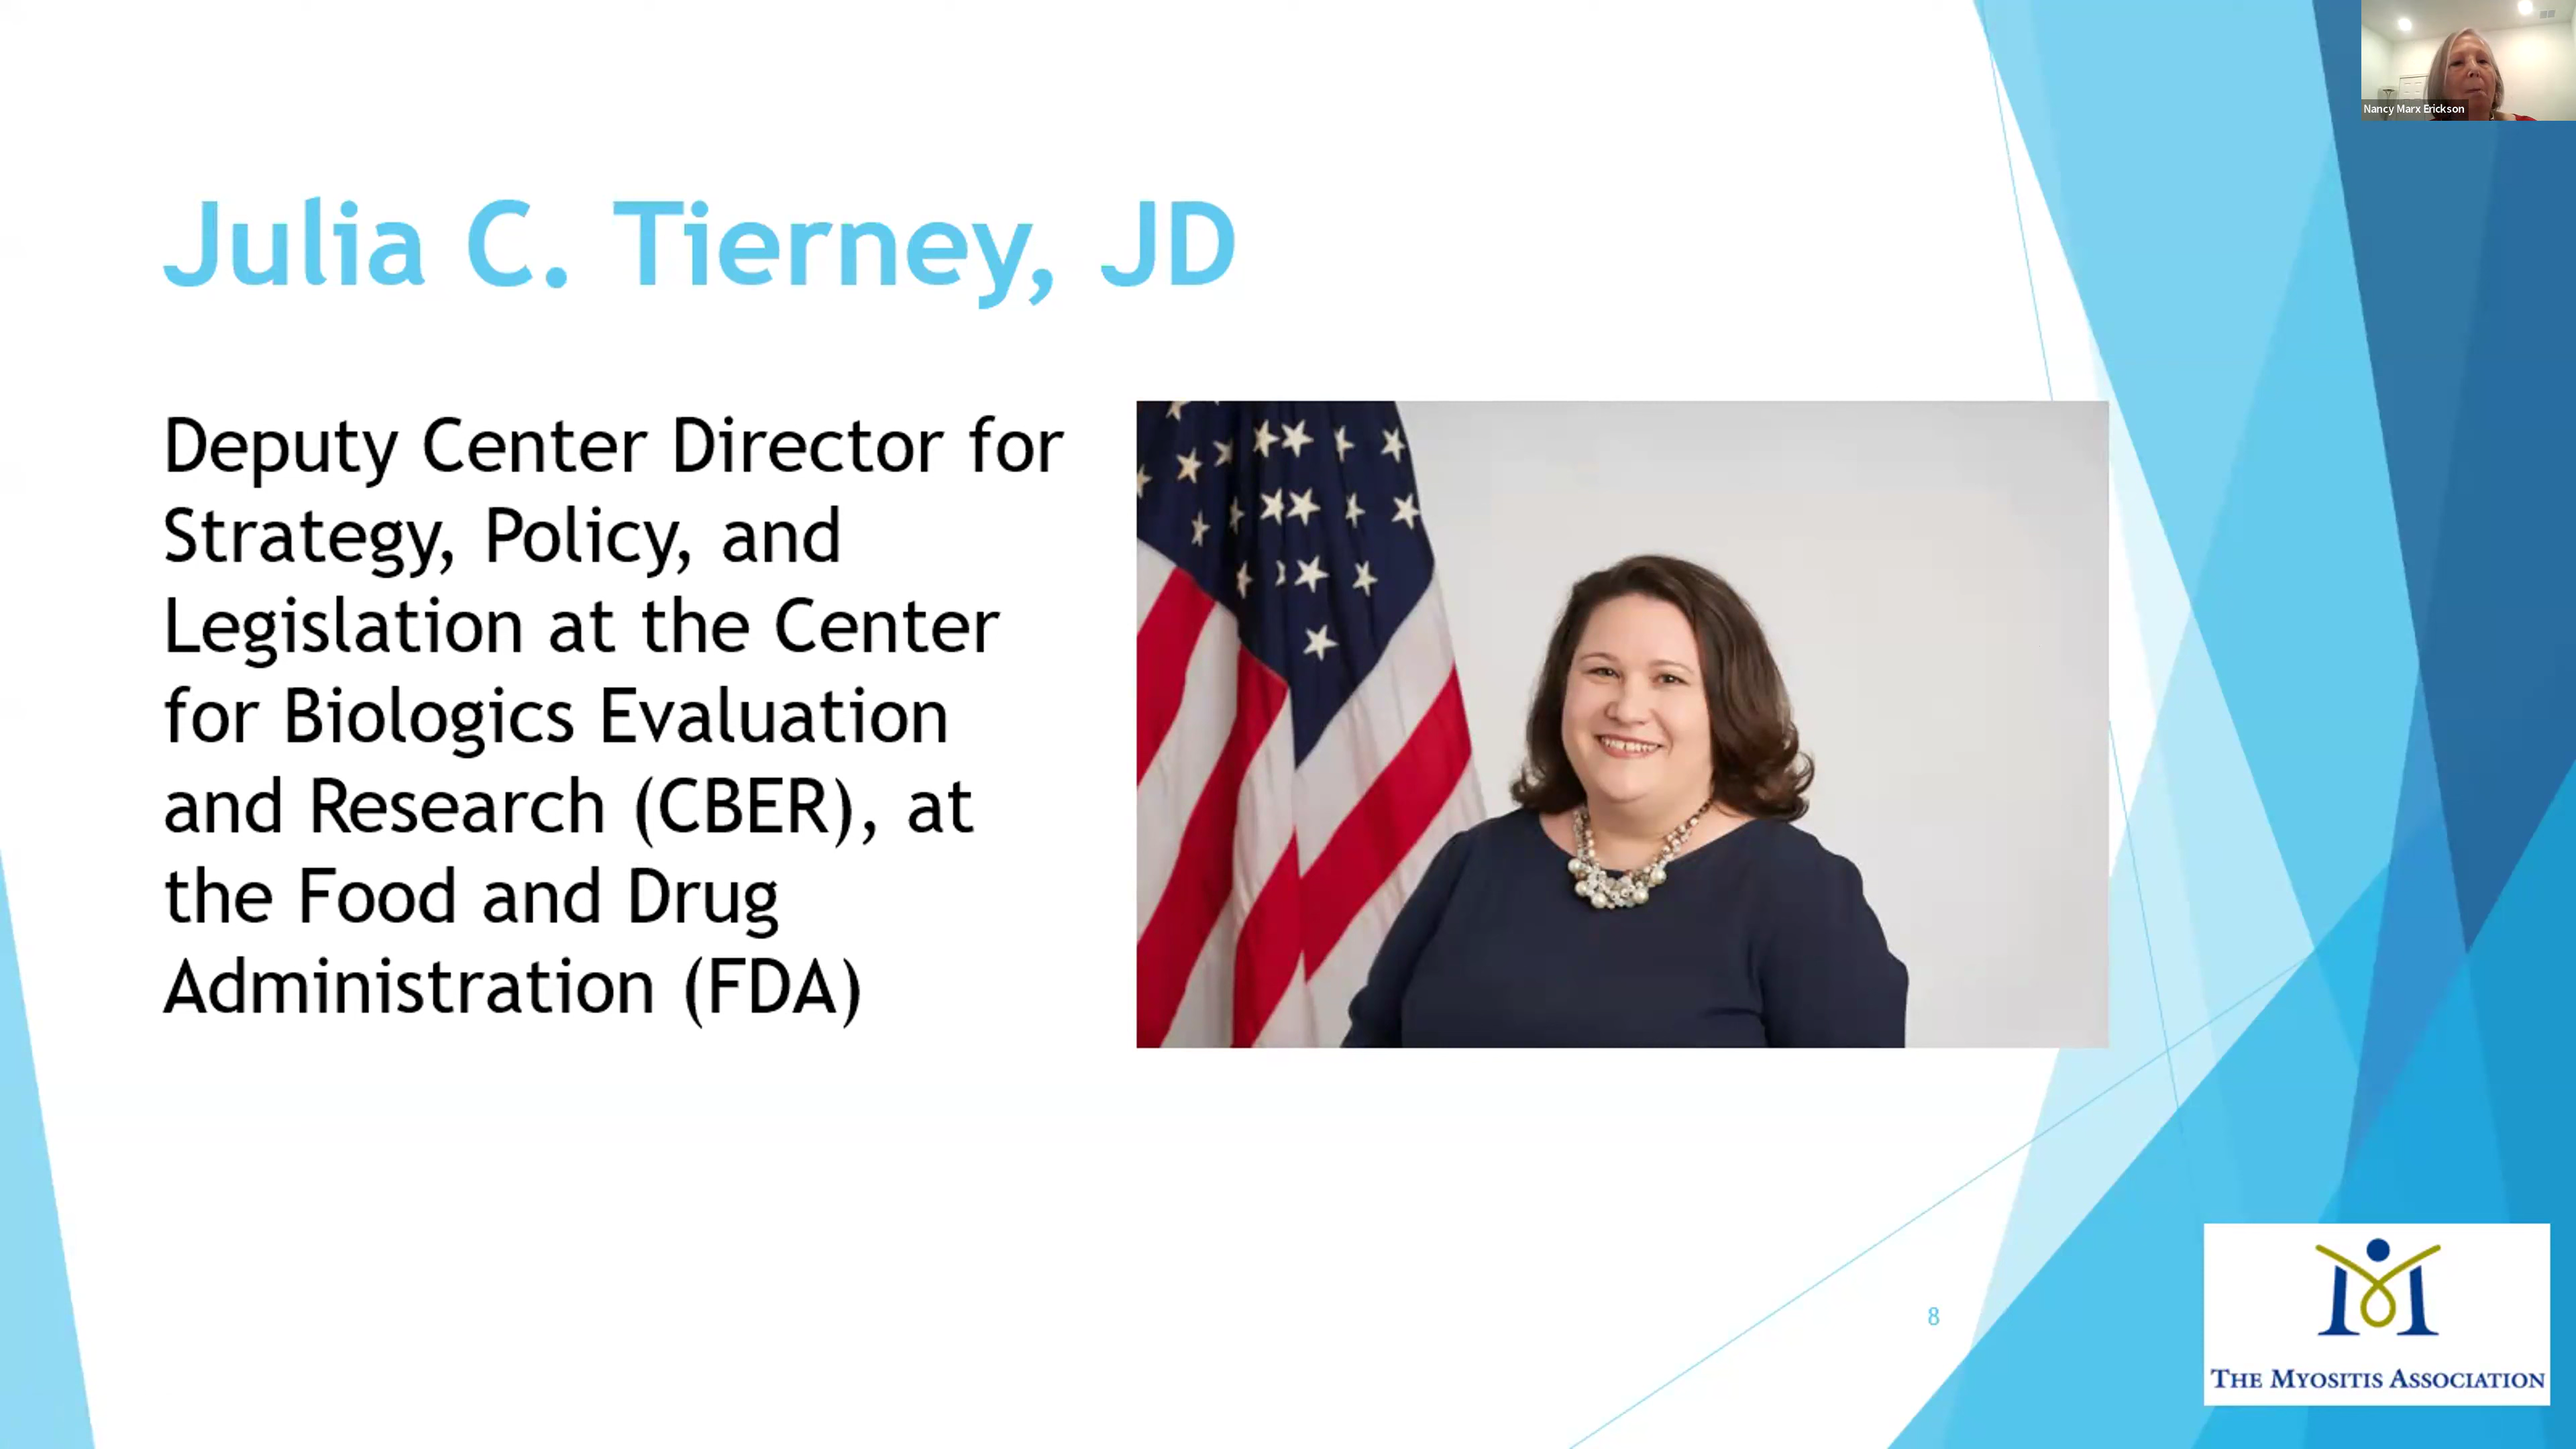 Nancy Marx Erickson
Julia C. Tierney, JD
Deputy Center Director for
Strategy, Policy, and
Legislation at the Center
for Biologics Evaluation
and Research (CBER), at
the Food and Drug
Administration (FDA)
8
THE MYOSITIS ASSOCIATION